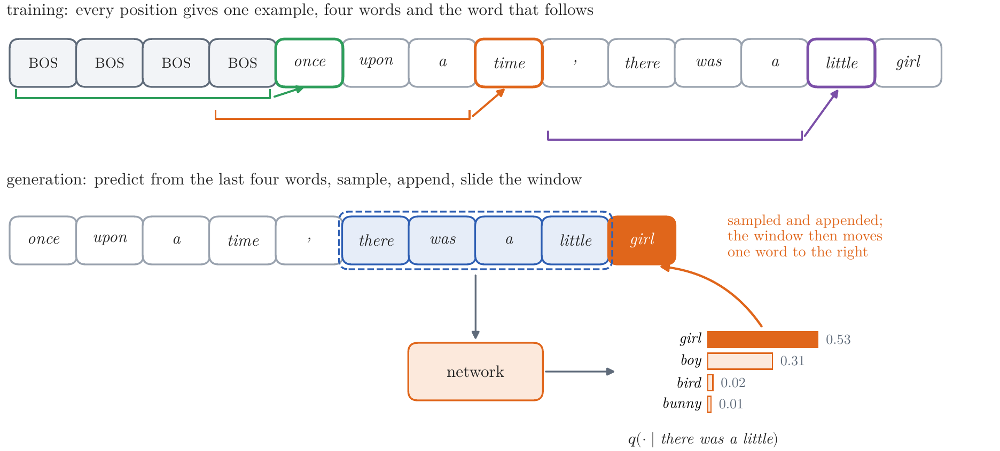 training: every position gives one example, four words and the word that follows
BOS BOS BOS BOS once upon a time , there was a little girl
generation: predict from the last four words, sample, append, slide the window
once upon a time , there was a little girl
sampled and appended;
the window then moves
one word to the right
girl 0.53
boy 0.31
bird 0.02
bunny 0.01
network
q(· | there was a little)